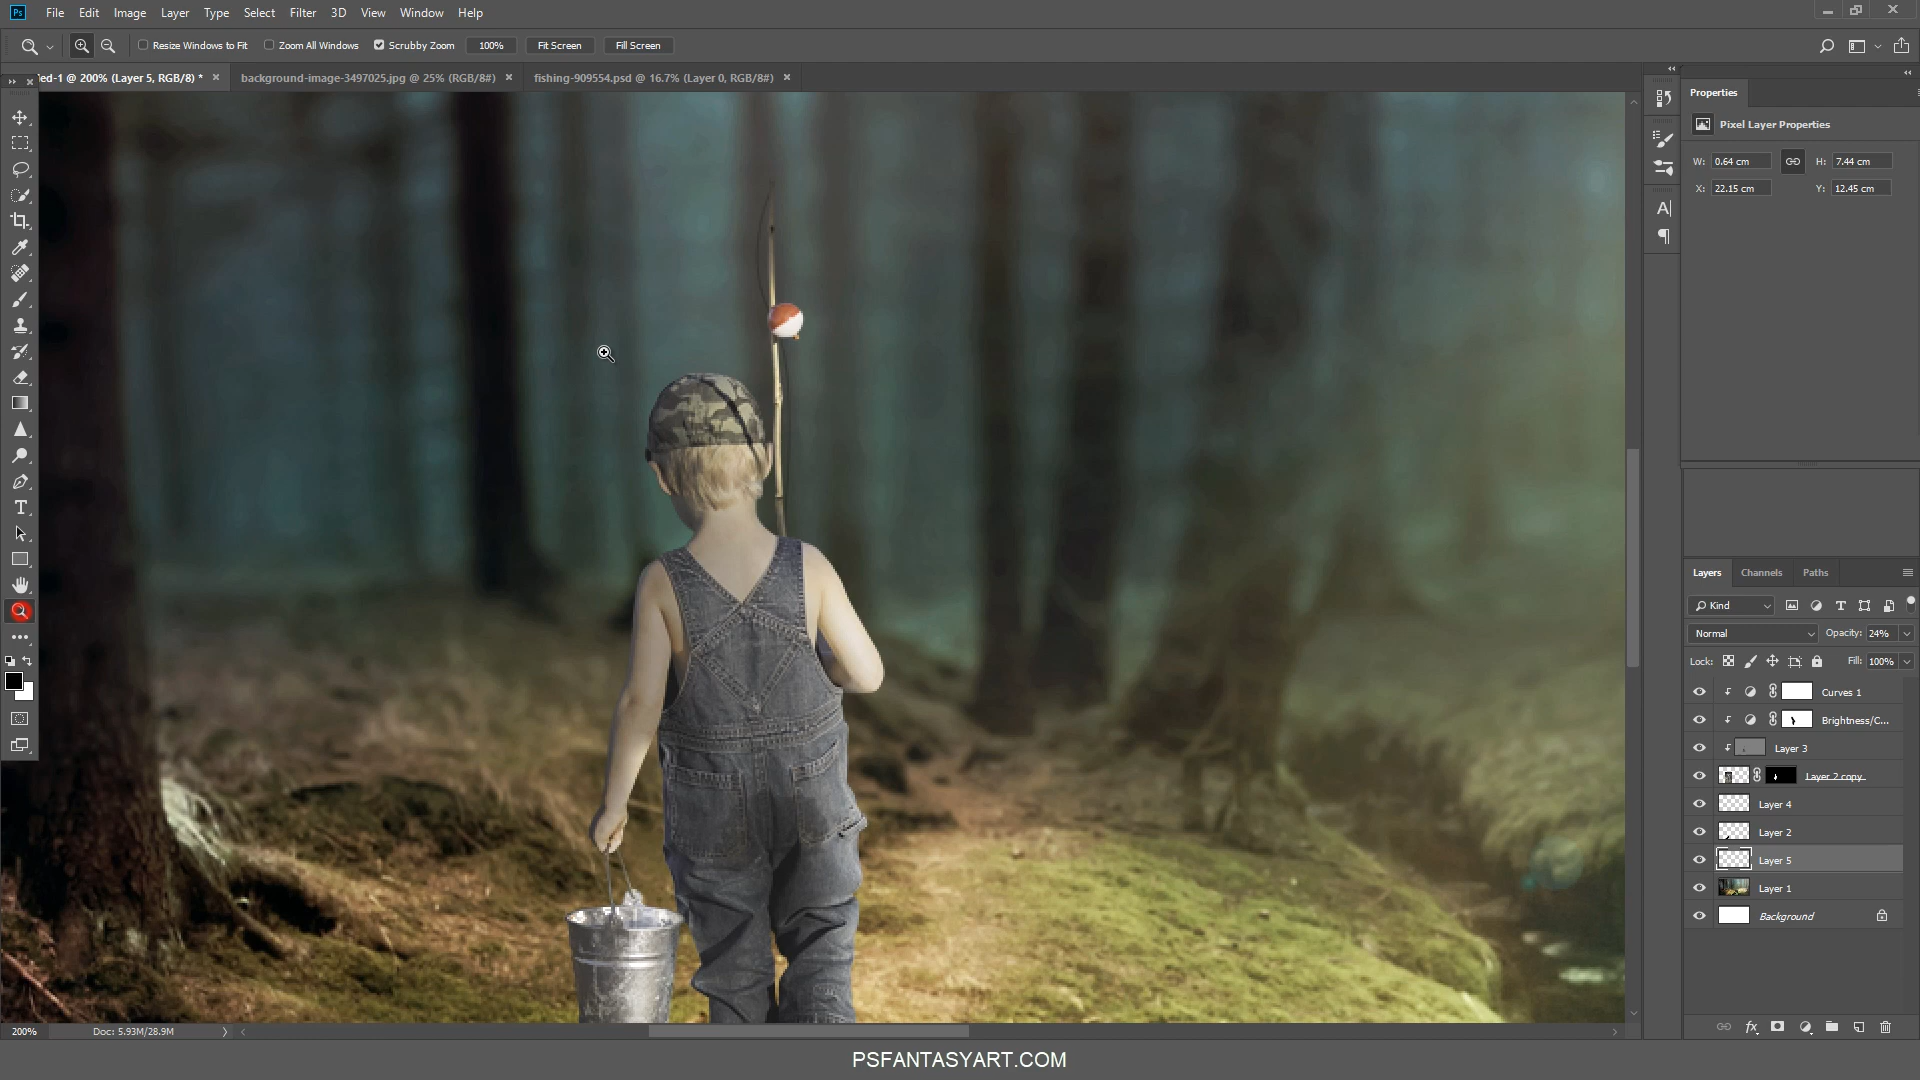 Ps File Edit Image Layer Type Select Filter 3D View Window Help
Resize Windows to Fit Zoom All Windows Scrubby Zoom 100% Fit Screen Fill Screen
ed-1 @ 200% (Layer 5, RGB/8) * × background-image-3497025.jpg @ 25% (RGB/8#) × fishing-909554.psd @ 16.7% (Layer 0, RGB/8#) ×
Properties
Pixel Layer Properties
W: 0.64 cm H: 7.44 cm
X: 22.15 cm Y: 12.45 cm
Layers Channels Paths
Kind
Normal Opacity: 24%
Lock: Fill: 100%
Curves 1
Brightness/C...
Layer 3
Layer 2 copy
Layer 4
Layer 2
Layer 5
Layer 1
Background
200% Doc: 5.93M/28.9M
PSFANTASYART.COM